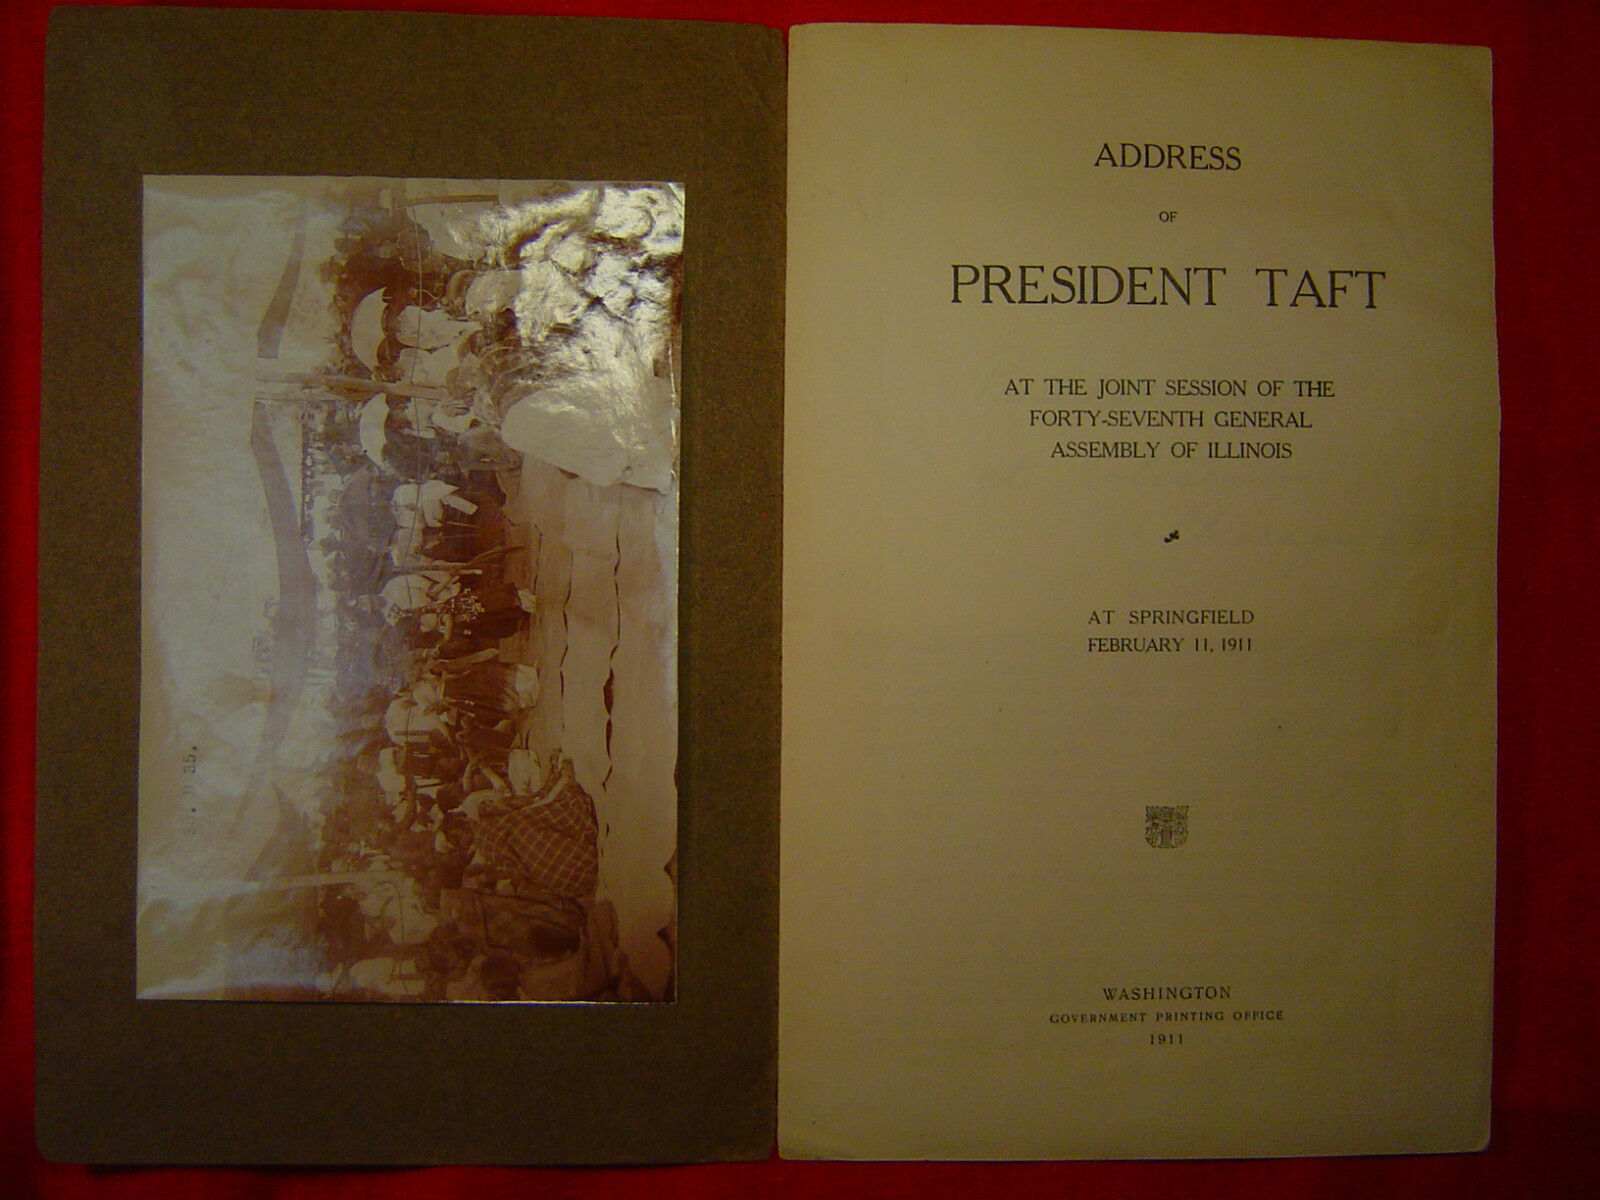 35.
ADDRESS
OF
PRESIDENT TAFT
AT THE JOINT SESSION OF THE
FORTY-SEVENTH GENERAL
ASSEMBLY OF ILLINOIS
AT SPRINGFIELD
FEBRUARY 11, 1911
WASHINGTON
GOVERNMENT PRINTING OFFICE
1911